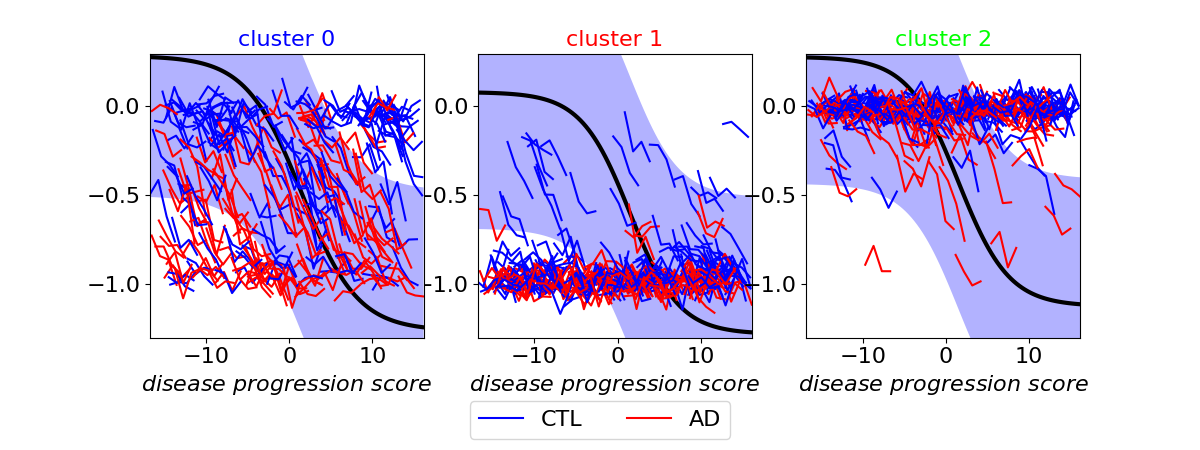 cluster 0 cluster 1 cluster 2
0.0 0.0 0.0
−0.5 −0.5 −0.5
−1.0 −1.0 −1.0
−10 0 10 −10 0 10 −10 0 10
disease progression score disease progression score disease progression score
CTL AD